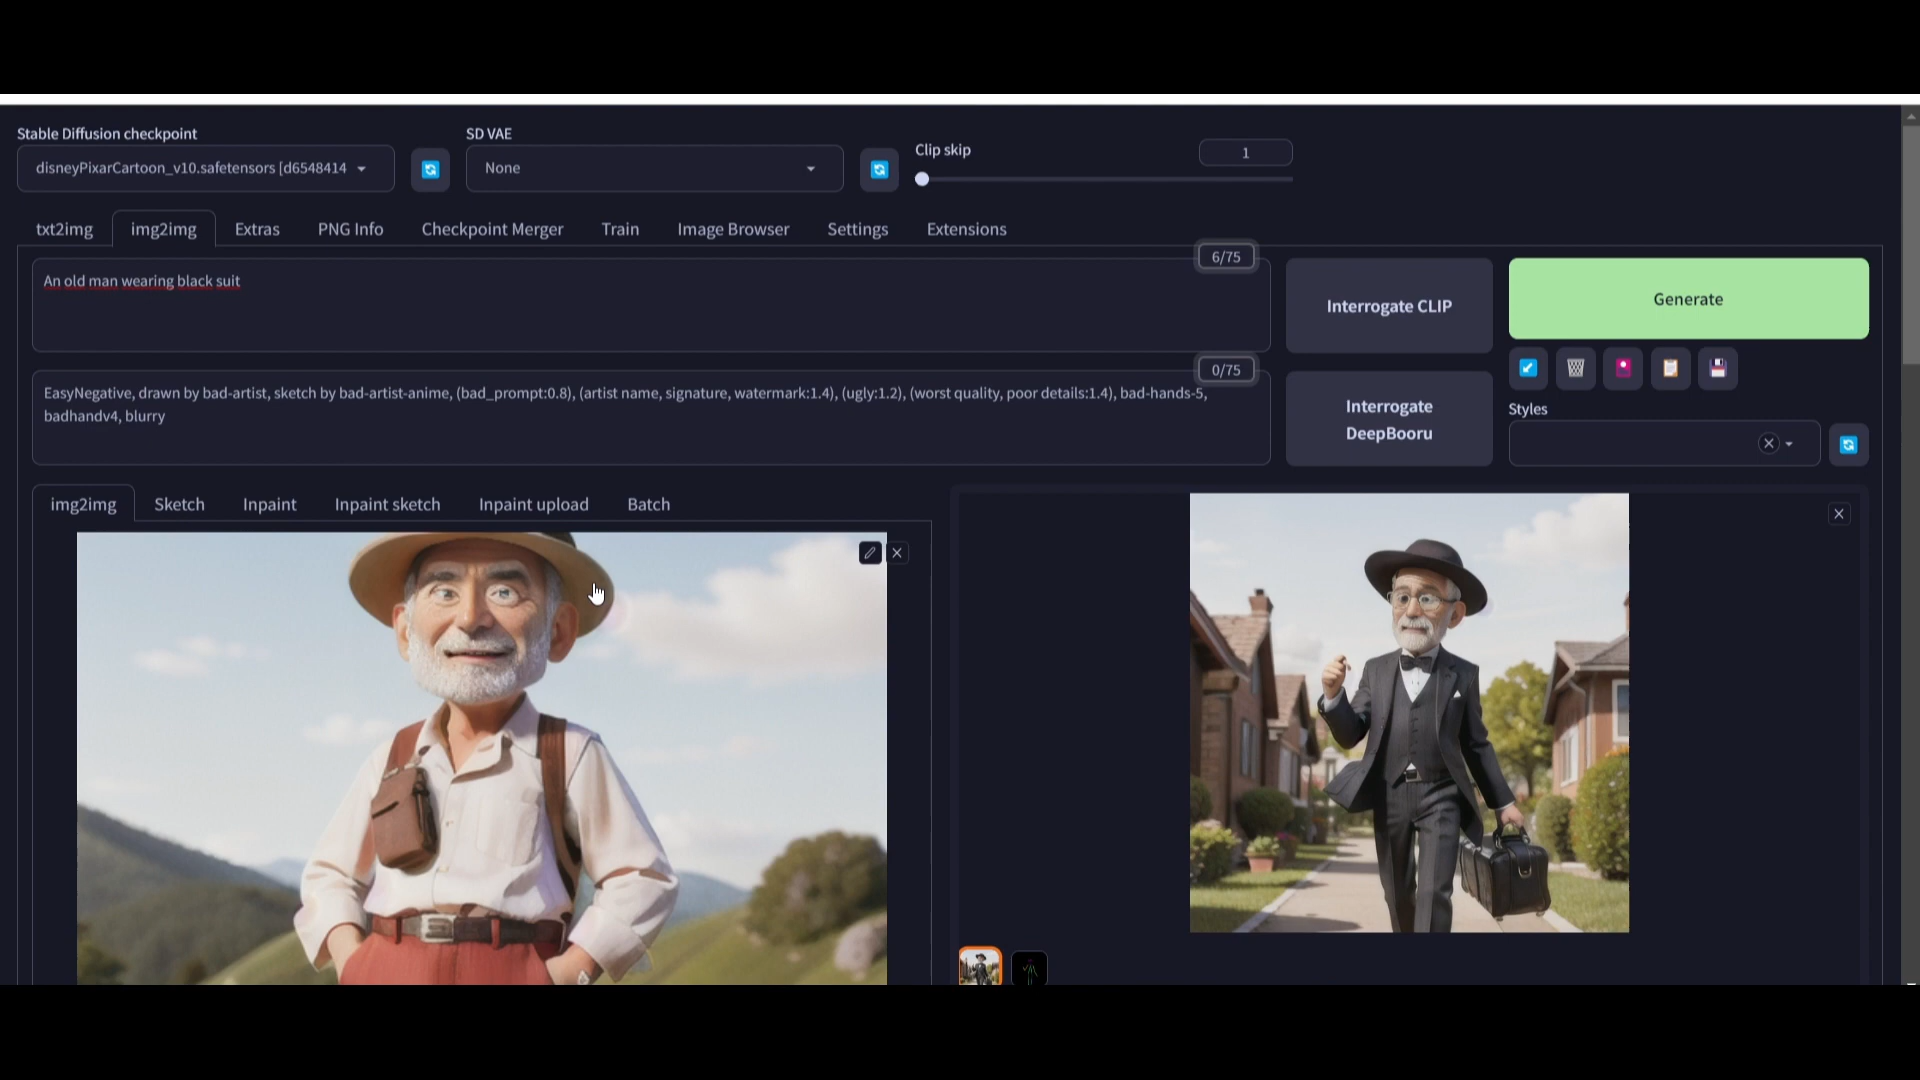 Stable Diffusion checkpoint
SD VAE
Clip skip
1
disneyPixarCartoon_v10.safetensors [d6548414
None
txt2img
img2img
Extras
PNG Info
Checkpoint Merger
Train
Image Browser
Settings
Extensions
6/75
An old man wearing black suit
Interrogate CLIP
Generate
0/75
EasyNegative, drawn by bad-artist, sketch by bad-artist-anime, (bad_prompt:0.8), (artist name, signature, watermark:1.4), (ugly:1.2), (worst quality, poor details:1.4), bad-hands-5,
badhandv4, blurry
Interrogate
DeepBooru
Styles
img2img
Sketch
Inpaint
Inpaint sketch
Inpaint upload
Batch